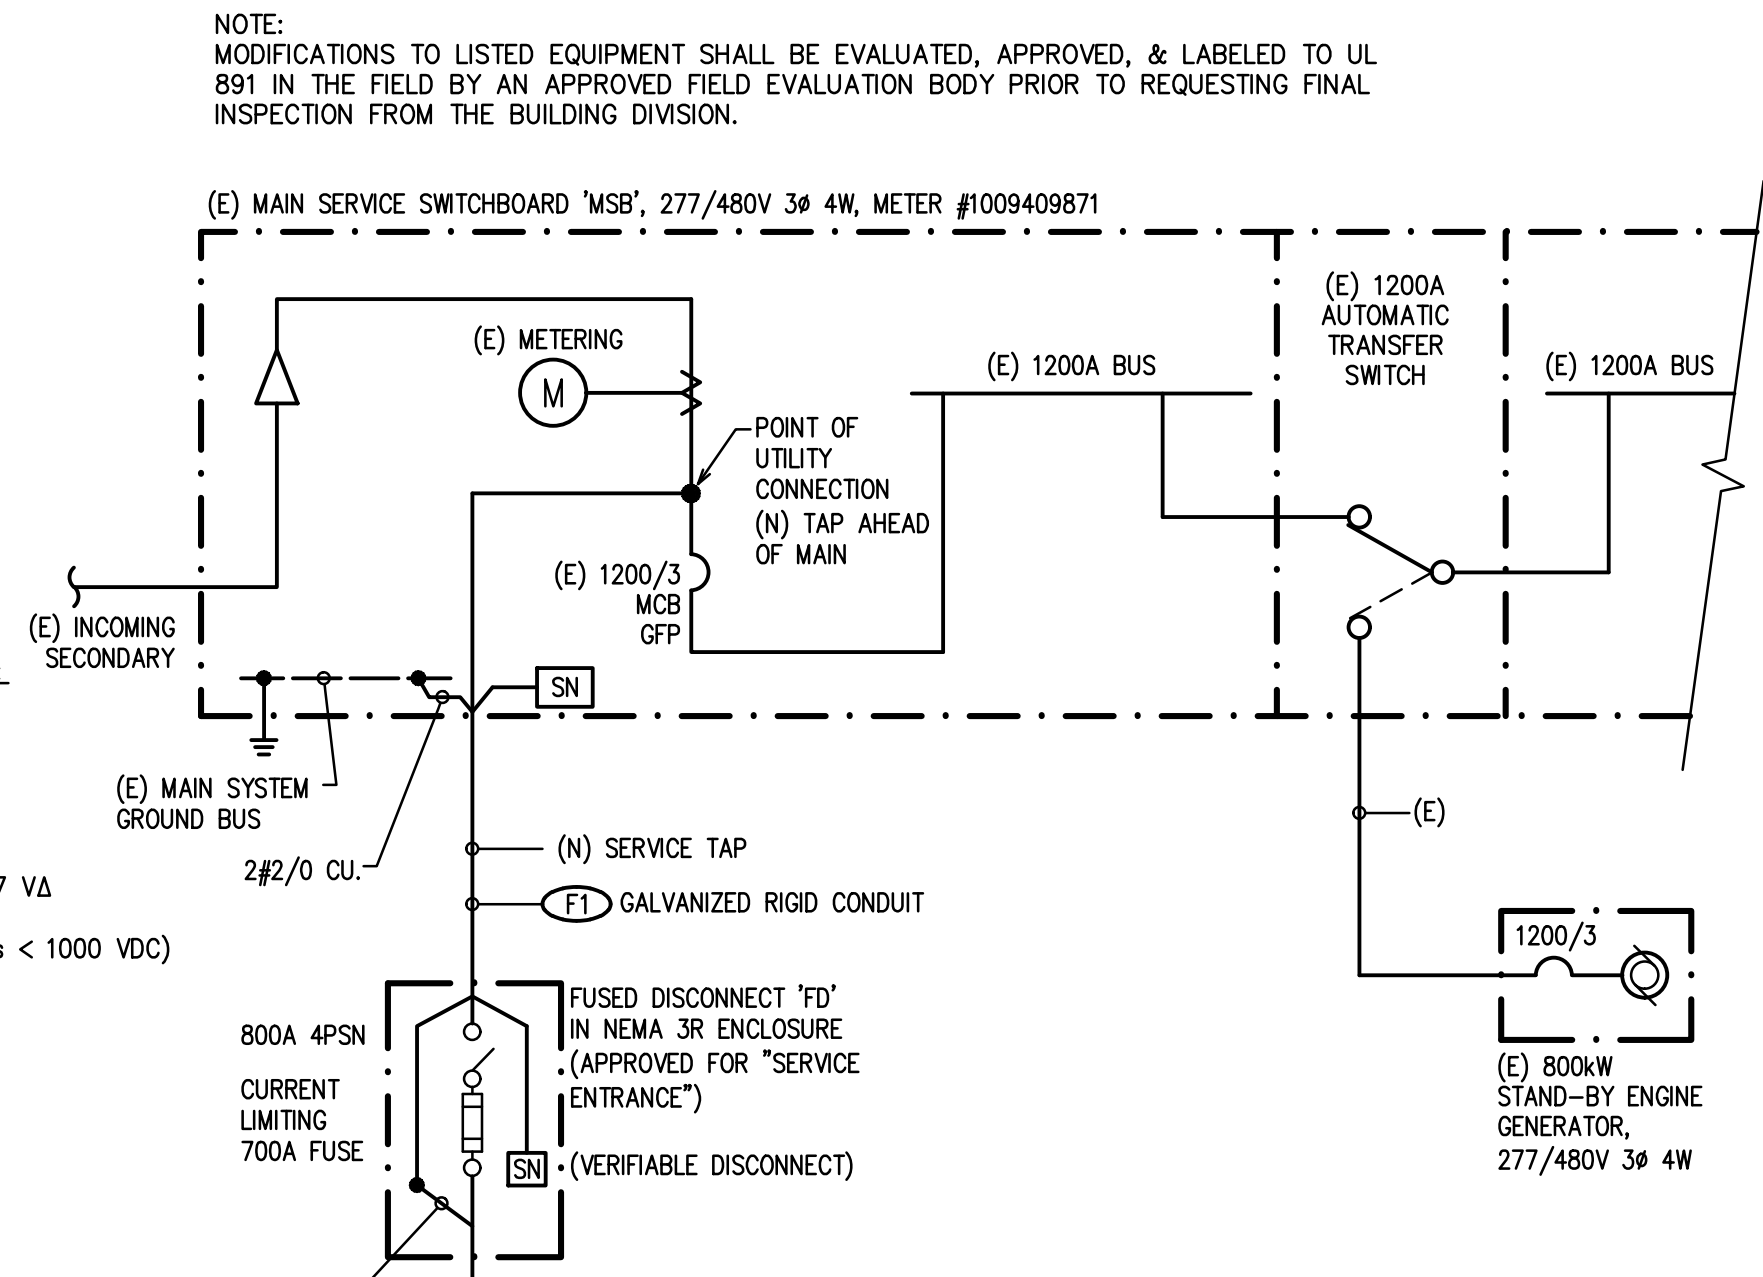 NOTE:
MODIFICATIONS TO LISTED EQUIPMENT SHALL BE EVALUATED, APPROVED, & LABELED TO UL
891 IN THE FIELD BY AN APPROVED FIELD EVALUATION BODY PRIOR TO REQUESTING FINAL
INSPECTION FROM THE BUILDING DIVISION.
(E) MAIN SERVICE SWITCHBOARD 'MSB', 277/480V 3ø 4W, METER #1009409871
(E) METERING
M
(E) 1200A BUS
(E) 1200A
AUTOMATIC
TRANSFER
SWITCH
(E) 1200A BUS
POINT OF
UTILITY
CONNECTION
(N) TAP AHEAD
OF MAIN
(E) 1200/3
MCB
GFP
(E) INCOMING
SECONDARY
SN
(E) MAIN SYSTEM
GROUND BUS
2#2/0 CU.
(N) SERVICE TAP
F1 GALVANIZED RIGID CONDUIT
(E)
7 VΔ
s < 1000 VDC)
800A 4PSN
CURRENT
LIMITING
700A FUSE
FUSED DISCONNECT 'FD'
IN NEMA 3R ENCLOSURE
(APPROVED FOR "SERVICE
ENTRANCE")
SN
(VERIFIABLE DISCONNECT)
1200/3
(E) 800kW
STAND-BY ENGINE
GENERATOR,
277/480V 3ø 4W